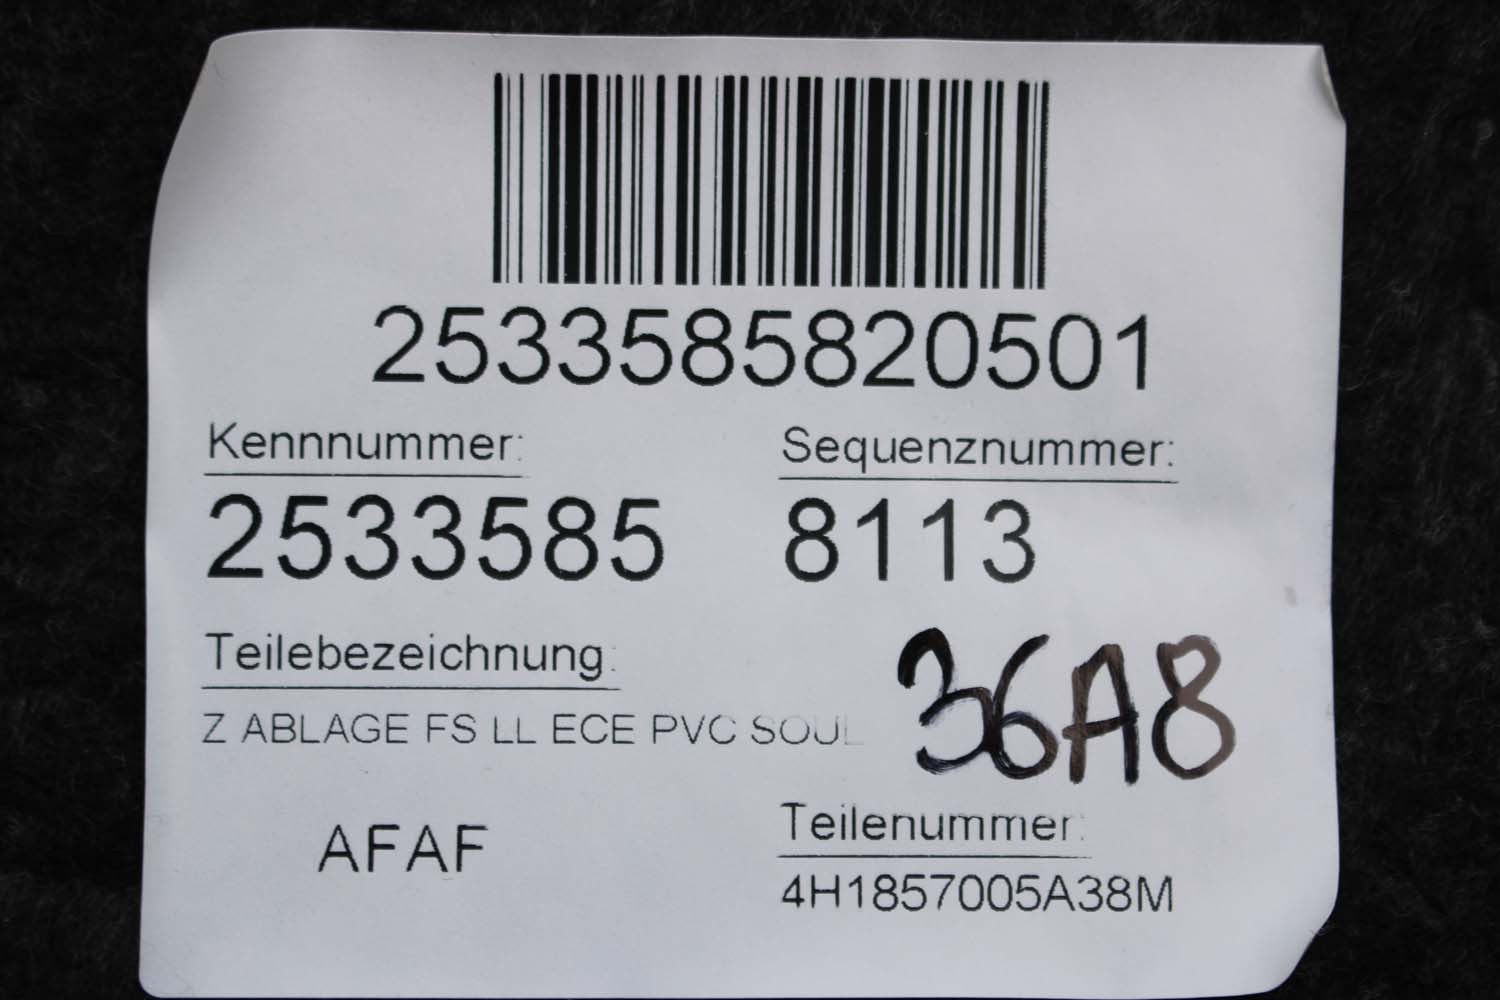 2533585820501
Kennnummer:
Sequenznummer:
2533585
8113
Teilebezeichnung:
36A8
Z ABLAGE FS LL ECE PVC SOUL
AFAF
Teilenummer:
4H1857005A38M